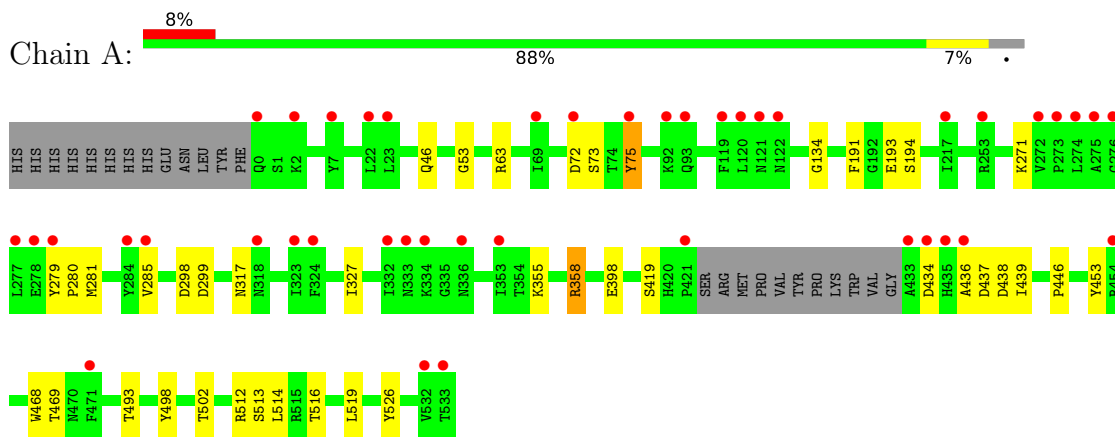 8%
Chain A:
88% 7% •
HIS HIS HIS HIS HIS HIS HIS HIS HIS HIS GLU ASN LEU TYR PHE Q0 S1 K2 Y7 L22 L23 Q46 G53 R63 I69 D72 S73 T74 Y75 K92 Q93 F119 L120 N121 N122 G134 F191 G192 E193 S194 I217 R253 K271 V272 P273 L274 A275 G276
L277 E278 Y279 P280 M281 Y284 V285 D298 D299 N317 N318 I323 F324 I327 I332 N333 K334 G335 N336 I353 T354 K355 R358 E398 S419 H420 P421 SER ARG MET PRO VAL TYR PRO LYS TRP VAL GLY A433 D434 H435 A436 D437 D438 I439 P446 Y453 R454
W468 T469 N470 F471 T493 Y498 T502 R512 S513 L514 R515 T516 L519 Y526 V532 T533